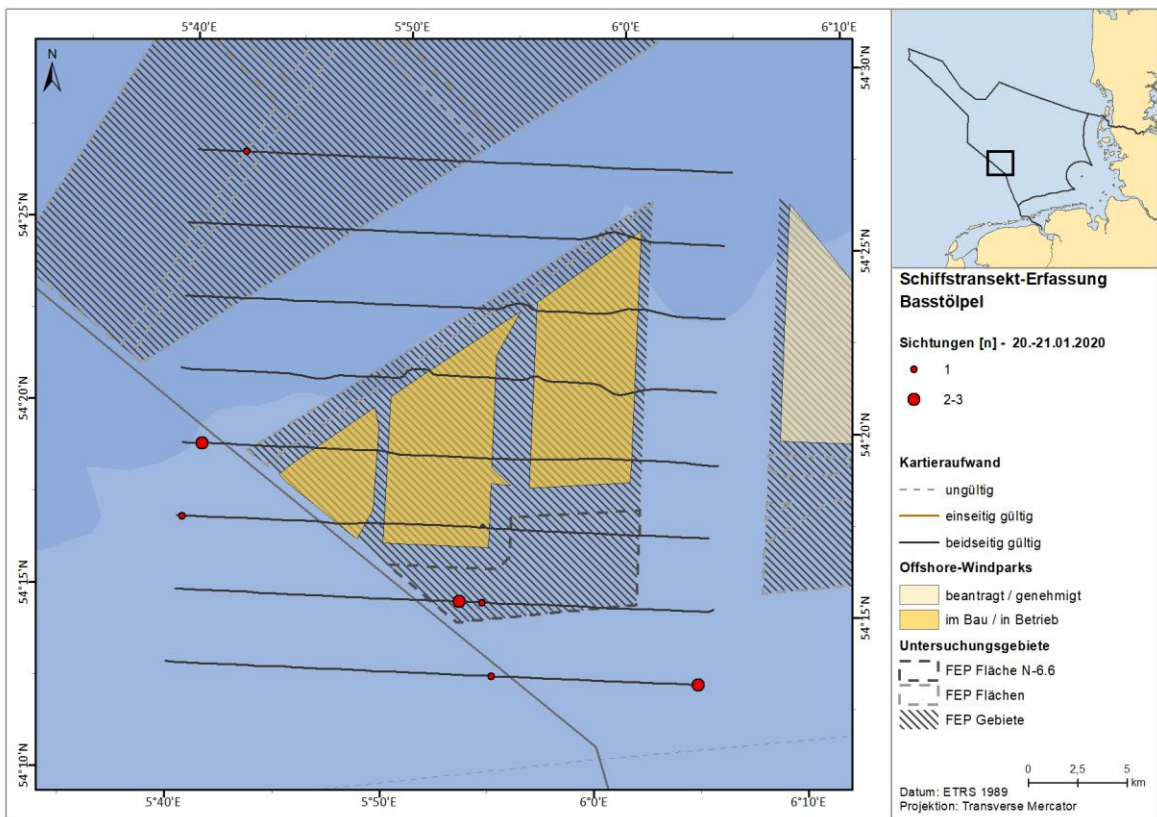 5°40'E
5°50'E
6°0'E
6°10'E
N
54°30'N
54°25'N
54°25'N
54°20'N
54°20'N
54°15'N
54°15'N
54°10'N
5°40'E
5°50'E
6°0'E
6°10'E
Schiffstransekt-Erfassung
Basstölpel
Sichtungen [n] - 20.-21.01.2020
1
2-3
Kartieraufwand
ungültig
einseitig gültig
beidseitig gültig
Offshore-Windparks
beantragt / genehmigt
im Bau / in Betrieb
Untersuchungsgebiete
FEP Fläche N-6.6
FEP Flächen
FEP Gebiete
0 2,5 5
km
Datum: ETRS 1989
Projektion: Transverse Mercator